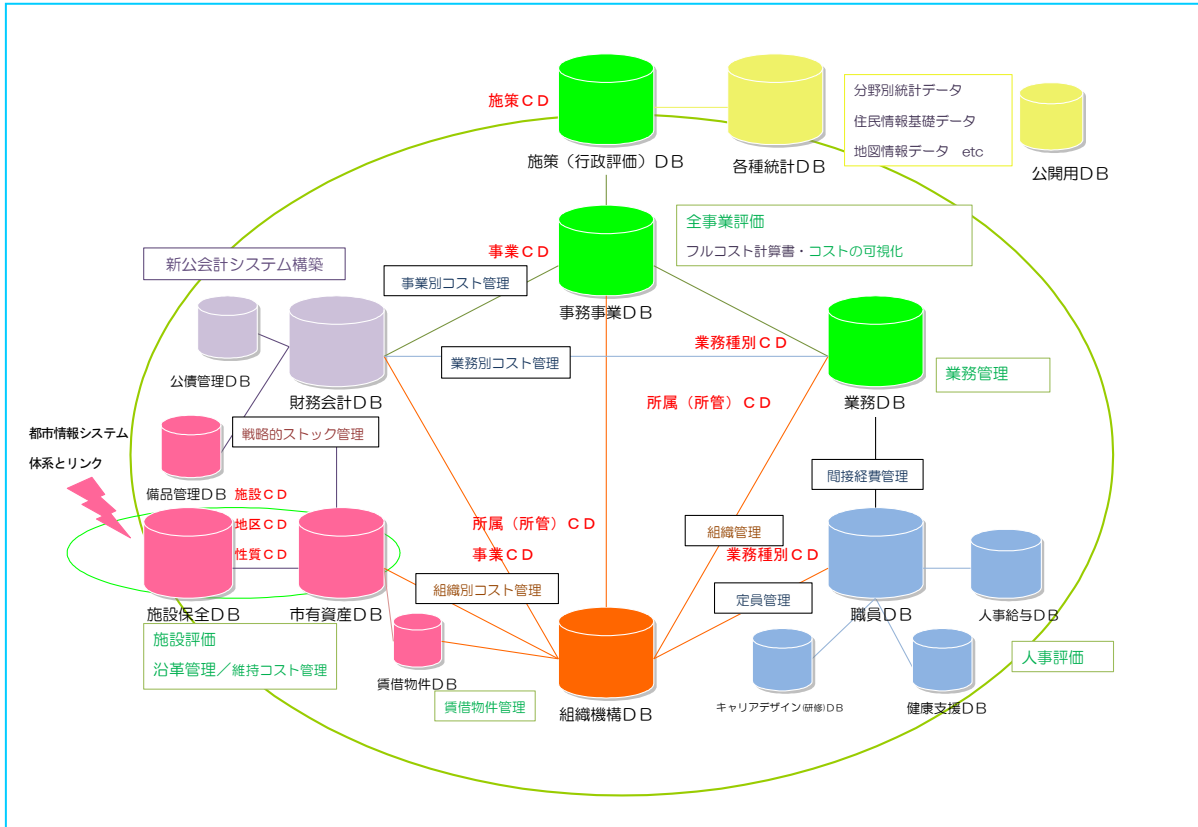 施策ＣＤ
施策（行政評価）ＤＢ
各種統計ＤＢ
分野別統計データ
住民情報基礎データ
地図情報データ　etc
公開用ＤＢ
全事業評価
フルコスト計算書・コストの可視化
事業ＣＤ
事務事業ＤＢ
新公会計システム構築
事業別コスト管理
業務別コスト管理
業務種別ＣＤ
公債管理ＤＢ
財務会計ＤＢ
業務管理
業務ＤＢ
所属（所管）ＣＤ
都市情報システム
体系とリンク
戦略的ストック管理
備品管理ＤＢ
施設ＣＤ
地区ＣＤ
性質ＣＤ
間接経費管理
所属（所管）ＣＤ
事業ＣＤ
組織管理
業務種別ＣＤ
組織別コスト管理
定員管理
施設保全ＤＢ
市有資産ＤＢ
職員ＤＢ
人事給与ＤＢ
施設評価
沿革管理／維持コスト管理
賃借物件ＤＢ
賃借物件管理
組織機構ＤＢ
キャリアデザイン(研修)ＤＢ
健康支援ＤＢ
人事評価